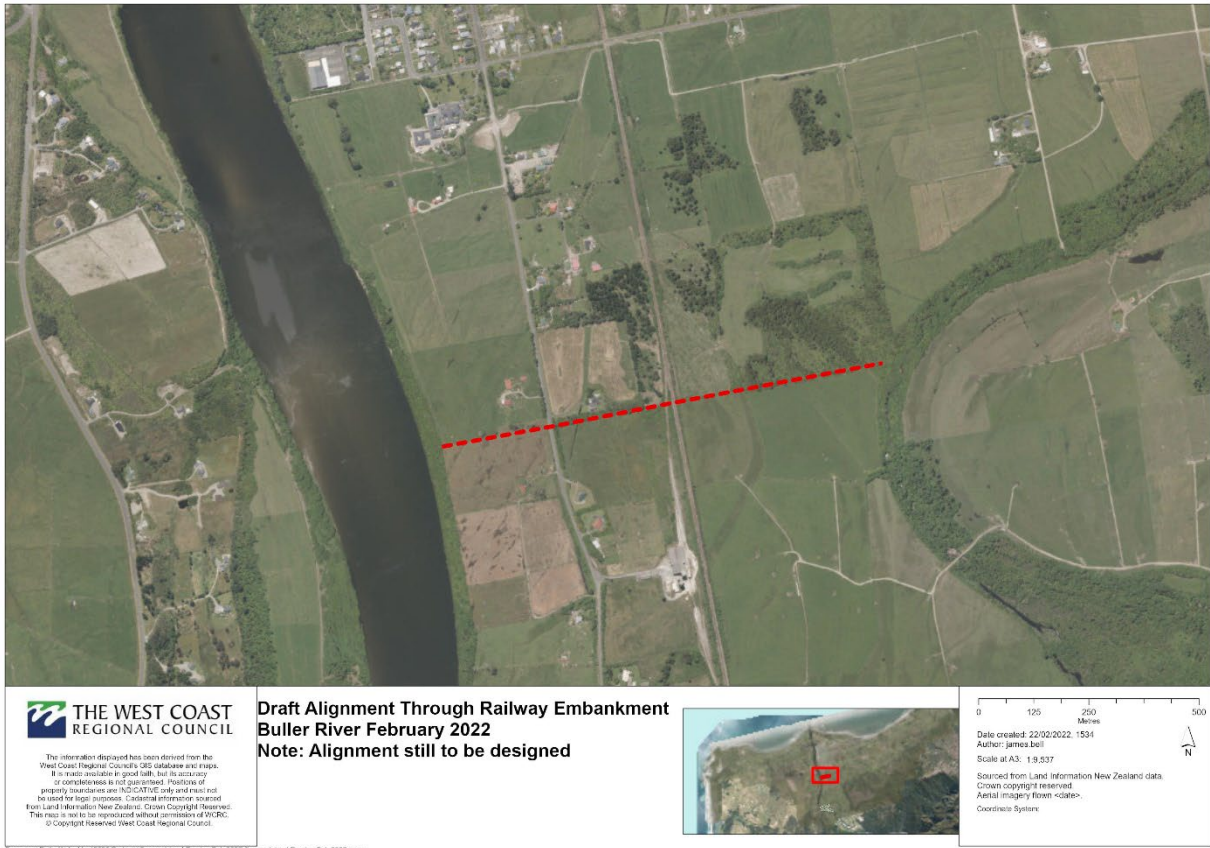 THE WEST COAST
REGIONAL COUNCIL
The information displayed has been derived from the
West Coast Regional Council's GIS database and maps.
It is made available in good faith, but its accuracy
or completeness is not guaranteed. Positions of
property boundaries are INDICATIVE only and must not
be used for legal purposes. Cadastral information sourced
from Land Information New Zealand. Crown Copyright Reserved.
This map is not to be reproduced without permission of WCRC.
© Copyright Reserved West Coast Regional Council.
Draft Alignment Through Railway Embankment
Buller River February 2022
Note: Alignment still to be designed
0 125 250 500
Metres
Date created: 22/02/2022, 1534
Author: james.bell
Scale at A3: 1:9,537
N
Sourced from Land Information New Zealand data.
Crown copyright reserved.
Aerial imagery flown <date>.
Coordinate System: